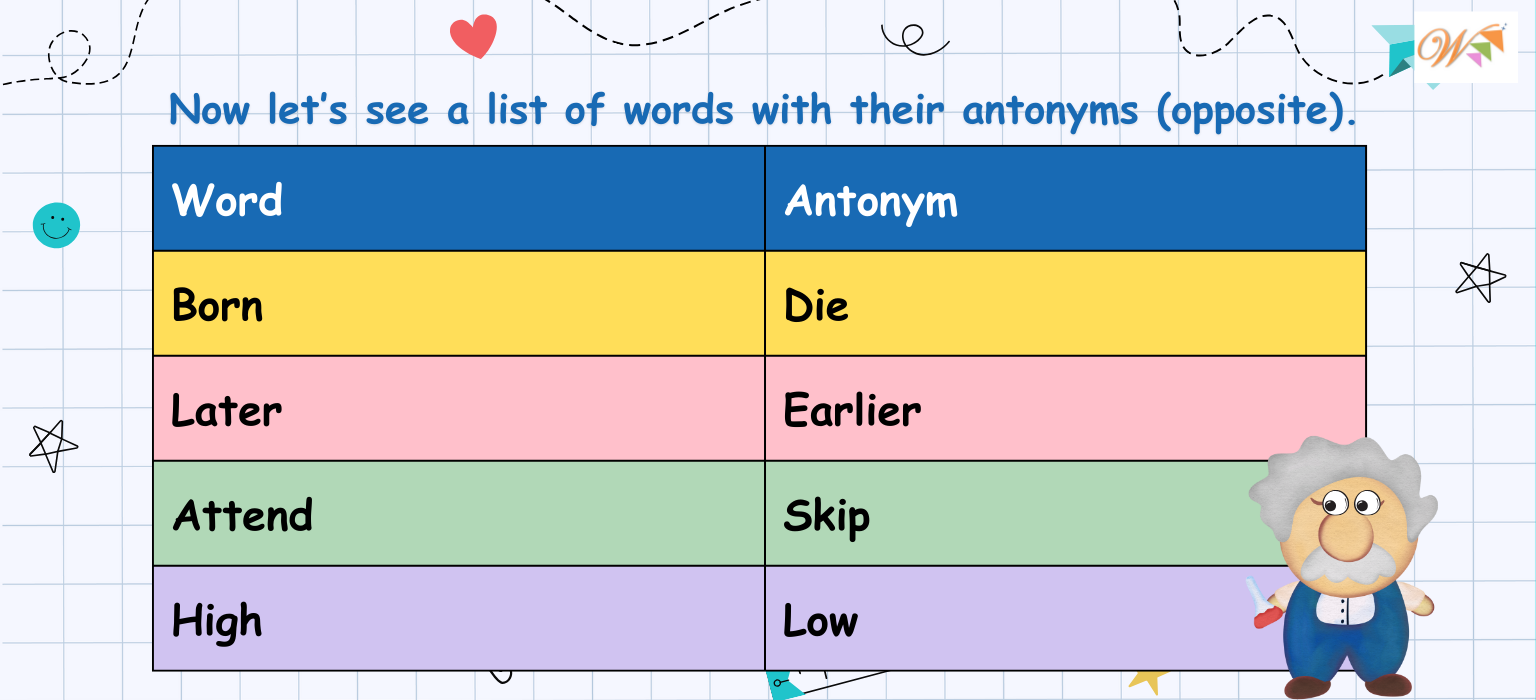 W
Now let's see a list of words with their antonyms (opposite).
Word Antonym
Born Die
Later Earlier
Attend Skip
High Low